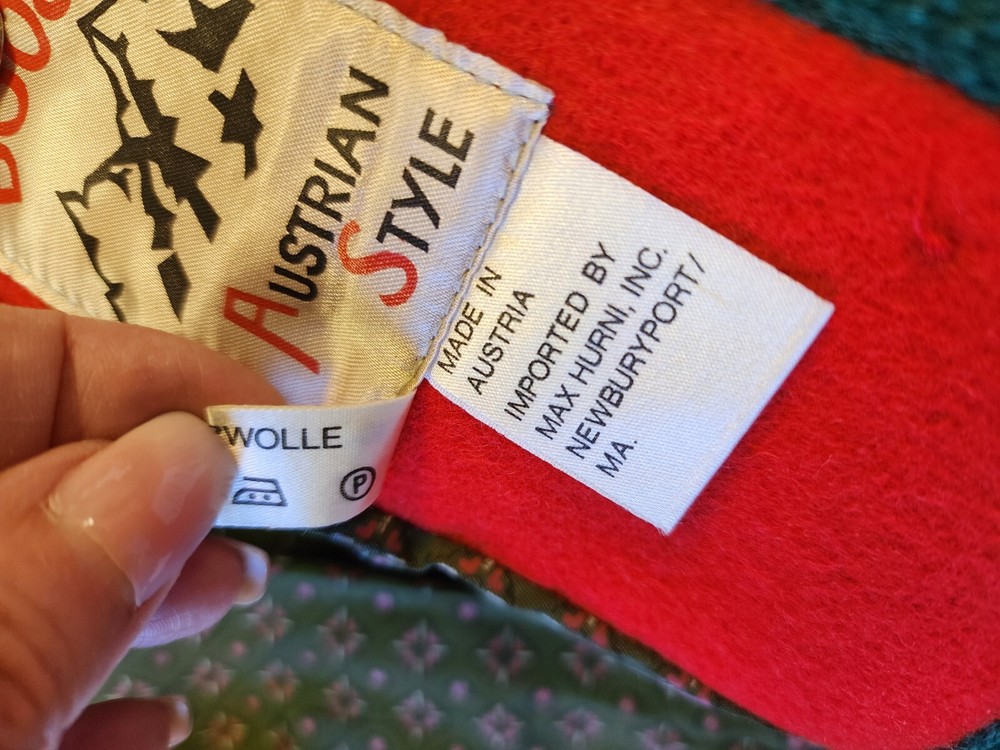 AUSTRIAN
STYLE
MADE IN
AUSTRIA
IMPORTED BY
MAX HURNI, INC.
NEWBURYPORT/
MA.
WOLLE
P